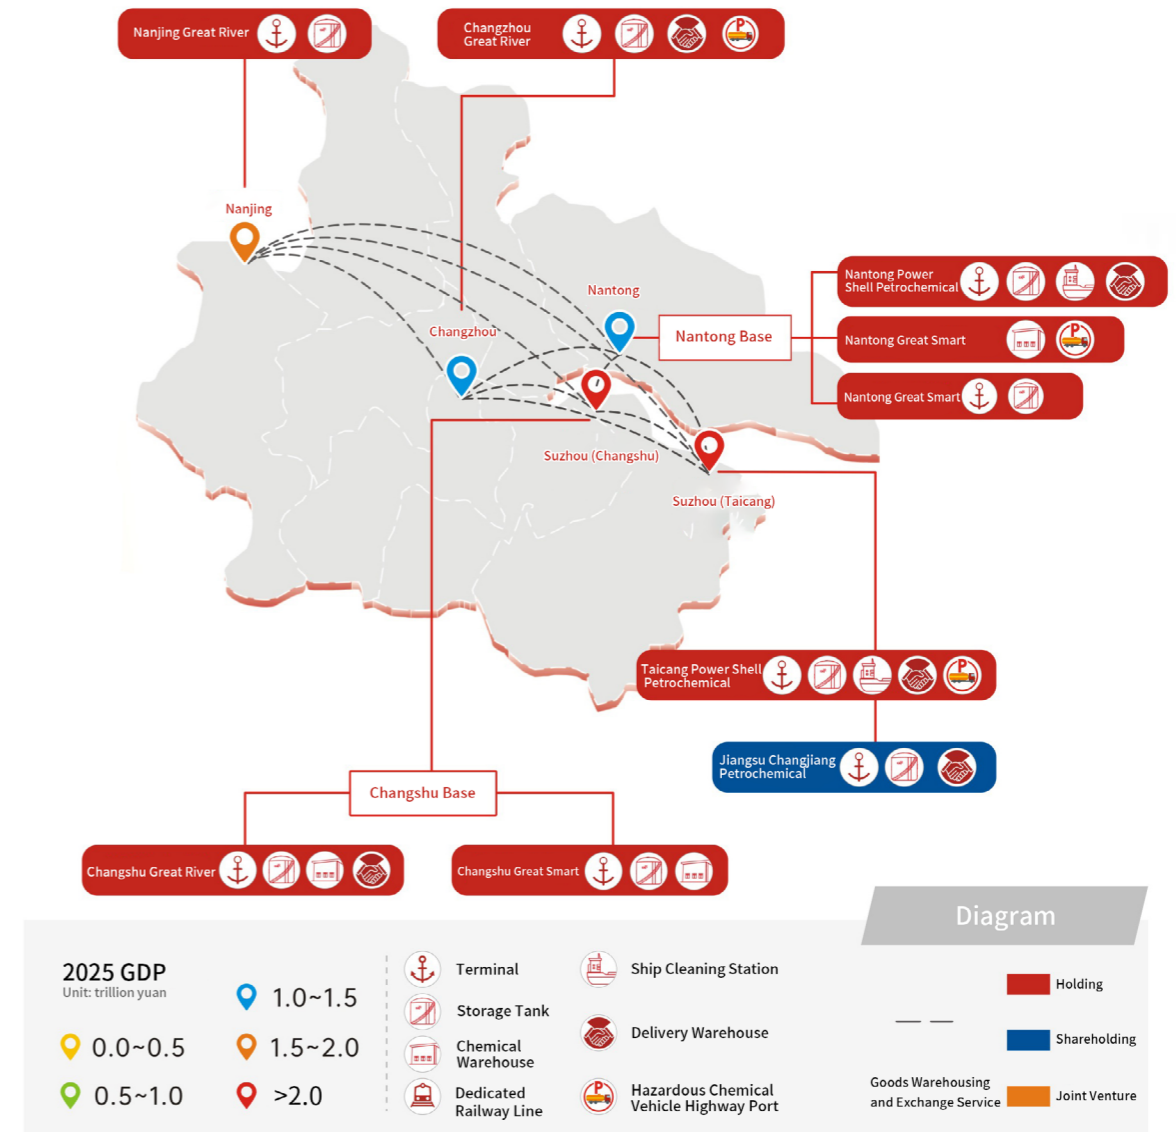 Nanjing Great River
Changzhou
Great River
Nanjing
Nantong
Changzhou
Nantong Base
Nantong Power
Shell Petrochemical
Nantong Great Smart
Nantong Great Smart
Suzhou (Changshu)
Suzhou (Taicang)
Taicang Power Shell
Petrochemical
Jiangsu Changjiang
Petrochemical
Changshu Base
Changshu Great River
Changshu Great Smart
Diagram
2025 GDP
Unit: trillion yuan
0.0~0.5
0.5~1.0
1.0~1.5
1.5~2.0
>2.0
Terminal
Storage Tank
Chemical
Warehouse
Dedicated
Railway Line
Ship Cleaning Station
Delivery Warehouse
Hazardous Chemical
Vehicle Highway Port
Goods Warehousing
and Exchange Service
Holding
Shareholding
Joint Venture